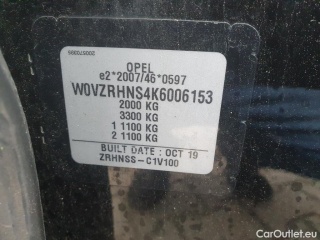 OPEL
e2*2007/46*0597
W0VZRHNS4K6006153
2000 KG
3300 KG
1 1100 KG
2 1100 KG
BUILT DATE : OCT 19
ZRHNSS-C1V100
CarOutlet.eu